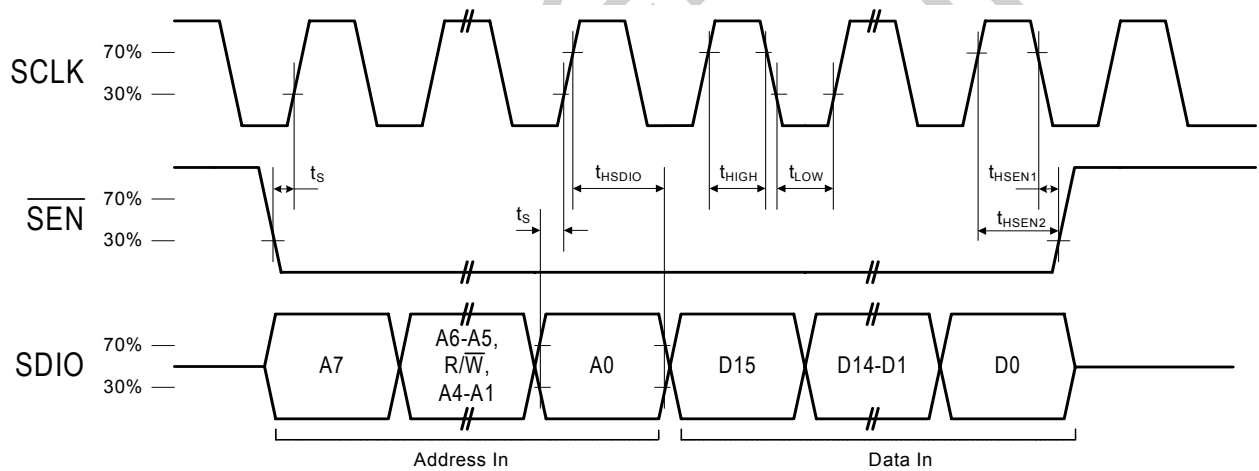 SCLK
70%
30%
SEN
70%
30%
tS
tS
tHSDIO
tHIGH
tLOW
tHSEN1
tHSEN2
SDIO
70%
30%
A7
A6-A5,
R/W,
A4-A1
A0
D15
D14-D1
D0
Address In
Data In